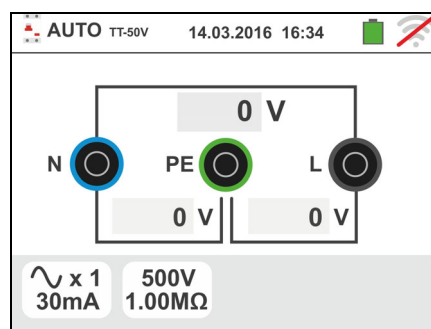 AUTO TT-50V 14.03.2016 16:34
0 V
N PE L
0 V 0 V
x 1 500V
30mA 1.00MΩ